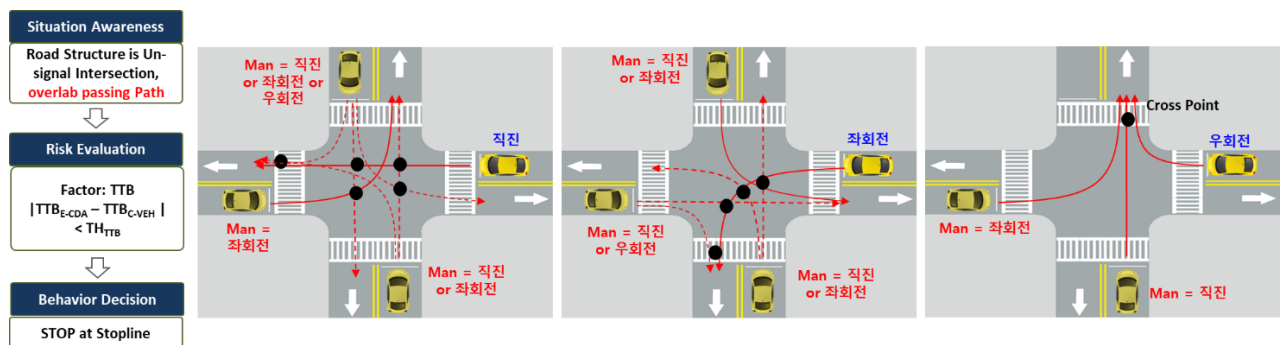 Situation Awareness
Road Structure is Un-
signal Intersection,
overlab passing Path
Risk Evaluation
Factor: TTB
|TTB_E-CDA – TTB_C-VEH |
< TH_TTB
Behavior Decision
STOP at Stopline
Man = 직진
or 좌회전 or
우회전
직진
Man =
좌회전
Man = 직진
or 좌회전
Man = 직진
or 좌회전
좌회전
Man = 직진
or 우회전
Man = 직진
or 좌회전
Cross Point
우회전
Man = 좌회전
Man = 직진